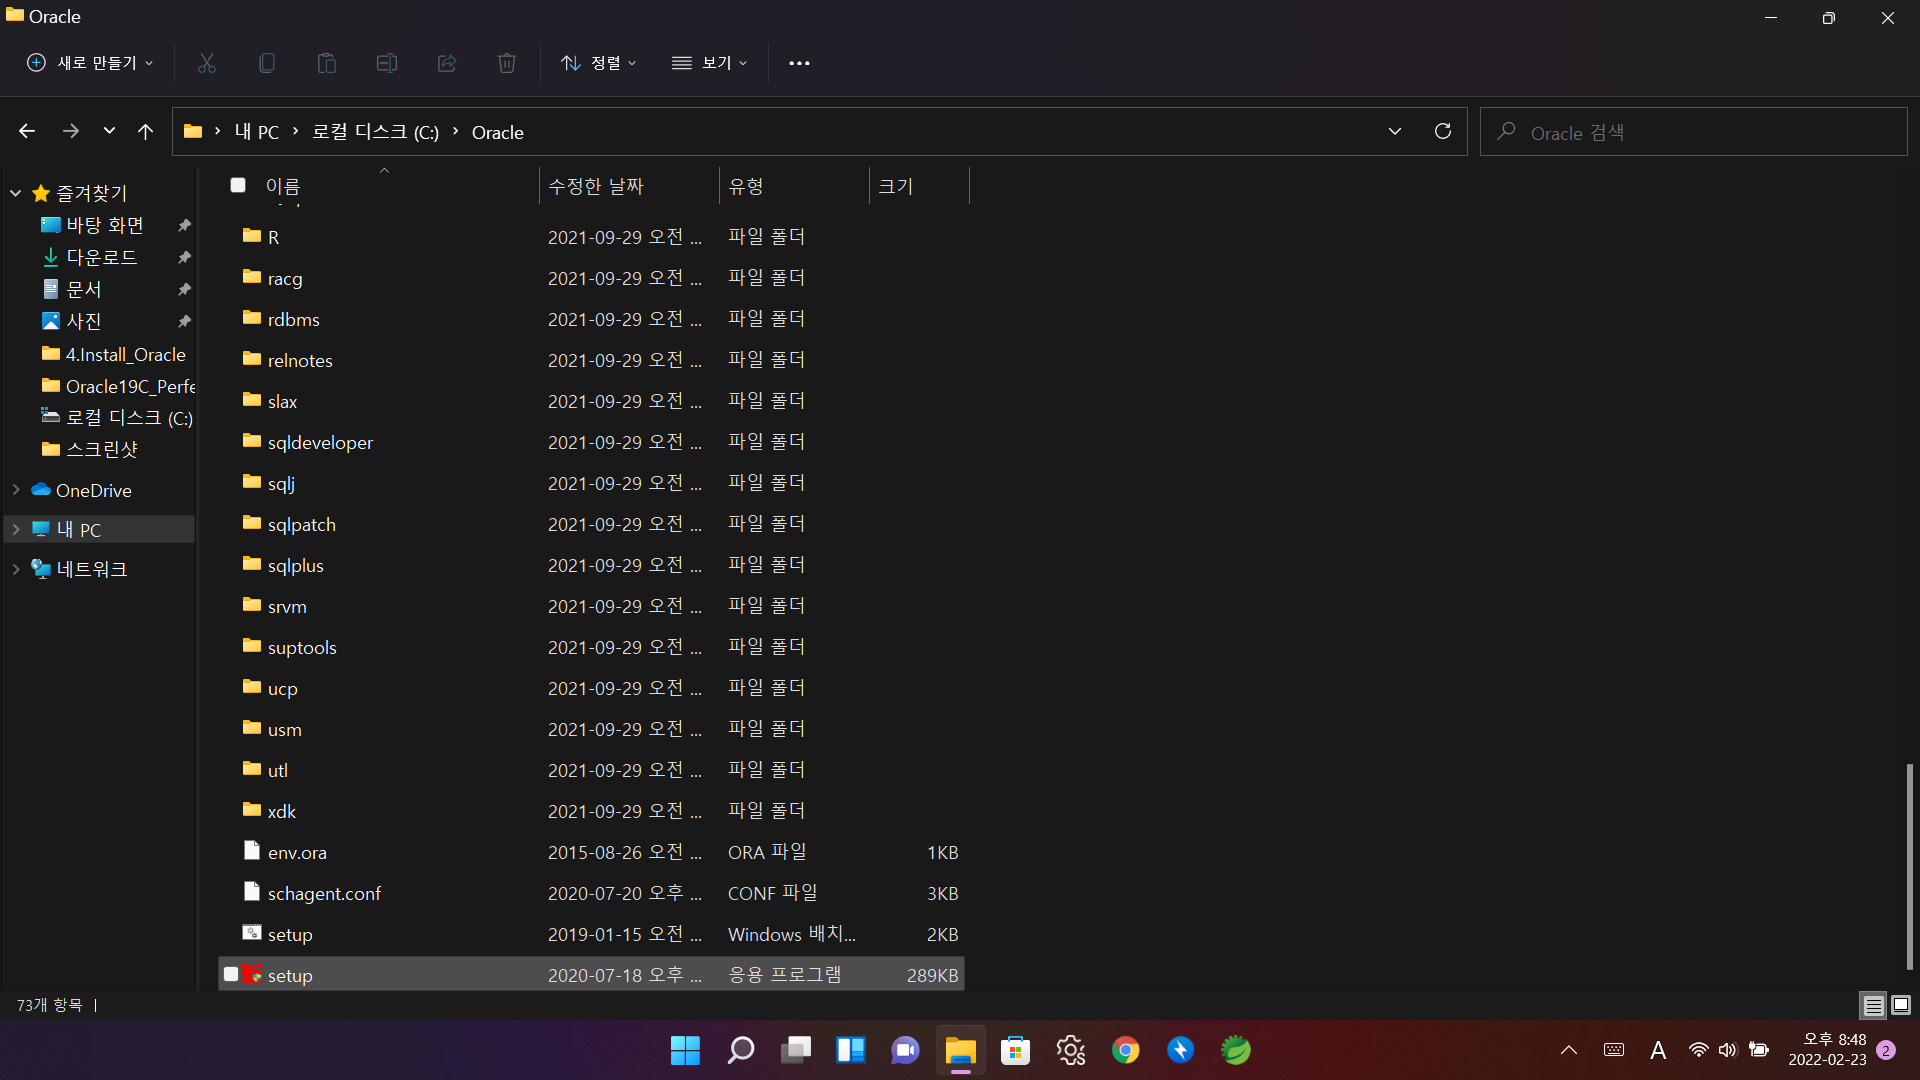 Oracle
새로 만들기
정렬
보기
내 PC
로컬 디스크 (C:)
Oracle
Oracle 검색
즐겨찾기
바탕 화면
다운로드
문서
사진
4.Install_Oracle
Oracle19C_Perfe
로컬 디스크 (C:)
스크린샷
OneDrive
내 PC
네트워크
이름 수정한 날짜 유형 크기
R 2021-09-29 오전 ... 파일 폴더
racg 2021-09-29 오전 ... 파일 폴더
rdbms 2021-09-29 오전 ... 파일 폴더
relnotes 2021-09-29 오전 ... 파일 폴더
slax 2021-09-29 오전 ... 파일 폴더
sqldeveloper 2021-09-29 오전 ... 파일 폴더
sqlj 2021-09-29 오전 ... 파일 폴더
sqlpatch 2021-09-29 오전 ... 파일 폴더
sqlplus 2021-09-29 오전 ... 파일 폴더
srvm 2021-09-29 오전 ... 파일 폴더
suptools 2021-09-29 오전 ... 파일 폴더
ucp 2021-09-29 오전 ... 파일 폴더
usm 2021-09-29 오전 ... 파일 폴더
utl 2021-09-29 오전 ... 파일 폴더
xdk 2021-09-29 오전 ... 파일 폴더
env.ora 2015-08-26 오전 ... ORA 파일 1KB
schagent.conf 2020-07-20 오후 ... CONF 파일 3KB
setup 2019-01-15 오전 ... Windows 배치... 2KB
setup 2020-07-18 오후 ... 응용 프로그램 289KB
73개 항목
A
오후 8:48
2022-02-23
2